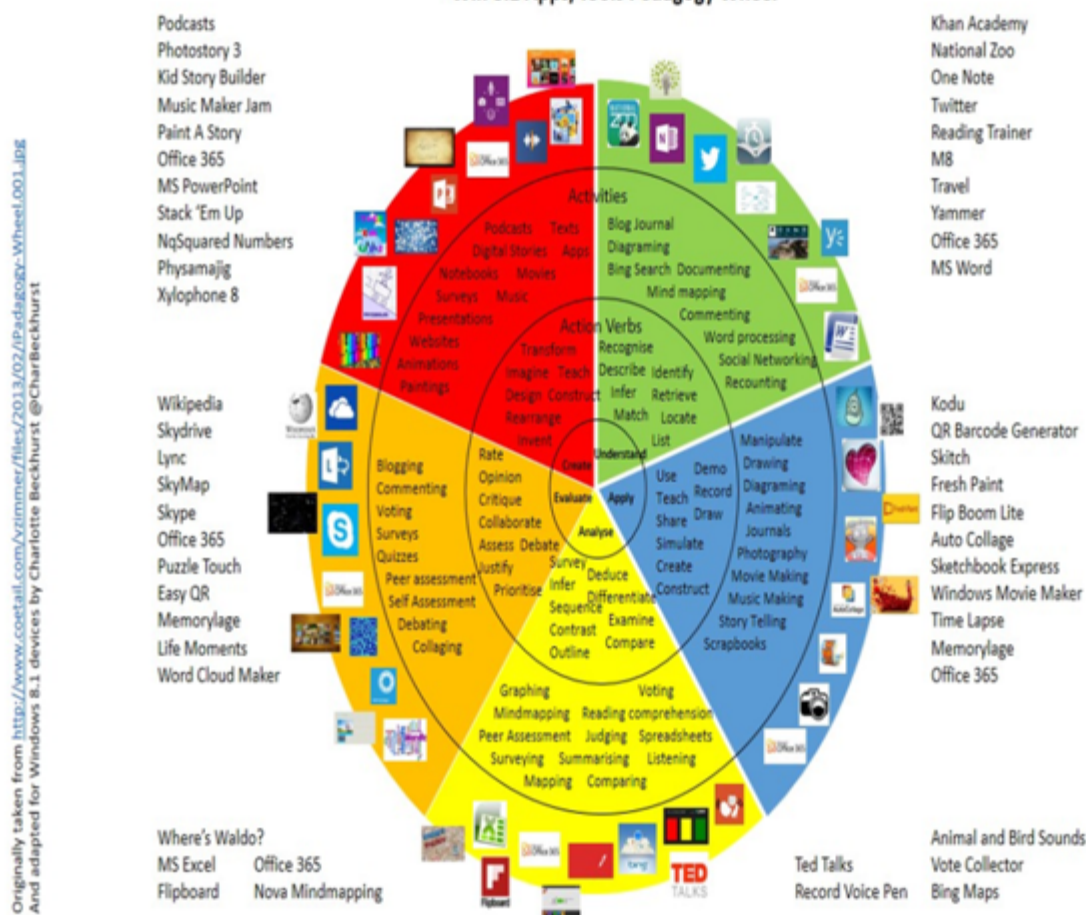 Podcasts
Photostory 3
Kid Story Builder
Music Maker Jam
Paint A Story
Office 365
MS PowerPoint
Stack 'Em Up
NqSquared Numbers
Physamajig
Xylophone 8
Khan Academy
National Zoo
One Note
Twitter
Reading Trainer
M8
Travel
Yammer
Office 365
MS Word
Activities
Podcasts Texts
Digital Stories Apps
Notebooks Movies
Surveys Music
Presentations
Websites
Animations
Paintings
Blog Journal
Diagraming
Bing Search Documenting
Mind mapping
Commenting
Word processing
Social Networking
Recounting
Action Verbs
Transform
Imagine Teach
Design Construct
Rearrange
Invent
Recognise
Describe Identify
Infer Retrieve
Match Locate
List
Create
Understand
Evaluate
Apply
Analyse
Wikipedia
Skydrive
Lync
SkyMap
Skype
Office 365
Puzzle Touch
Easy QR
Memorylage
Life Moments
Word Cloud Maker
Blogging
Commenting
Voting
Surveys
Quizzes
Peer assessment
Self Assessment
Debating
Collaging
Rate
Opinion
Critique
Collaborate
Assess Debate
Justify
Prioritise
Use Demo
Teach Record
Share Draw
Simulate
Create
Construct
Manipulate
Drawing
Diagraming
Animating
Journals
Photography
Movie Making
Music Making
Story Telling
Scrapbooks
Kodu
QR Barcode Generator
Skitch
Fresh Paint
Flip Boom Lite
Auto Collage
Sketchbook Express
Windows Movie Maker
Time Lapse
Memorylage
Office 365
Survey
Infer Deduce
Sequence Differentiate
Contrast Examine
Outline Compare
Graphing Voting
Mindmapping Reading comprehension
Peer Assessment Judging Spreadsheets
Surveying Summarising Listening
Mapping Comparing
Where's Waldo?
MS Excel Office 365
Flipboard Nova Mindmapping
Flipboard
TED
TALKS
Ted Talks
Record Voice Pen
Animal and Bird Sounds
Vote Collector
Bing Maps
Originally taken from http://www.coetail.com/vzimmer/files/2013/02/iPadagogy-Wheel.001.jpg
And adapted for Windows 8.1 devices by Charlotte Beckhurst @CharBeckhurst